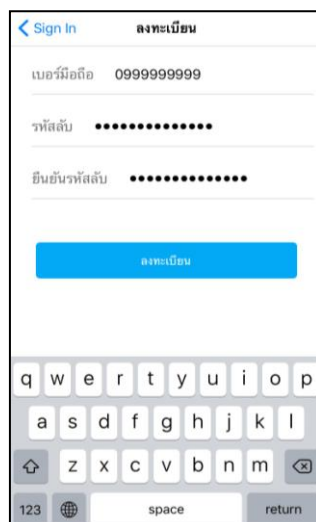 Sign In ลงทะเบียน
เบอร์มือถือ 0999999999
รหัสลับ ••••••••••••••
ยืนยันรหัสลับ ••••••••••••••
ลงทะเบียน
q w e r t y u i o p
a s d f g h j k l
z x c v b n m
123 space return